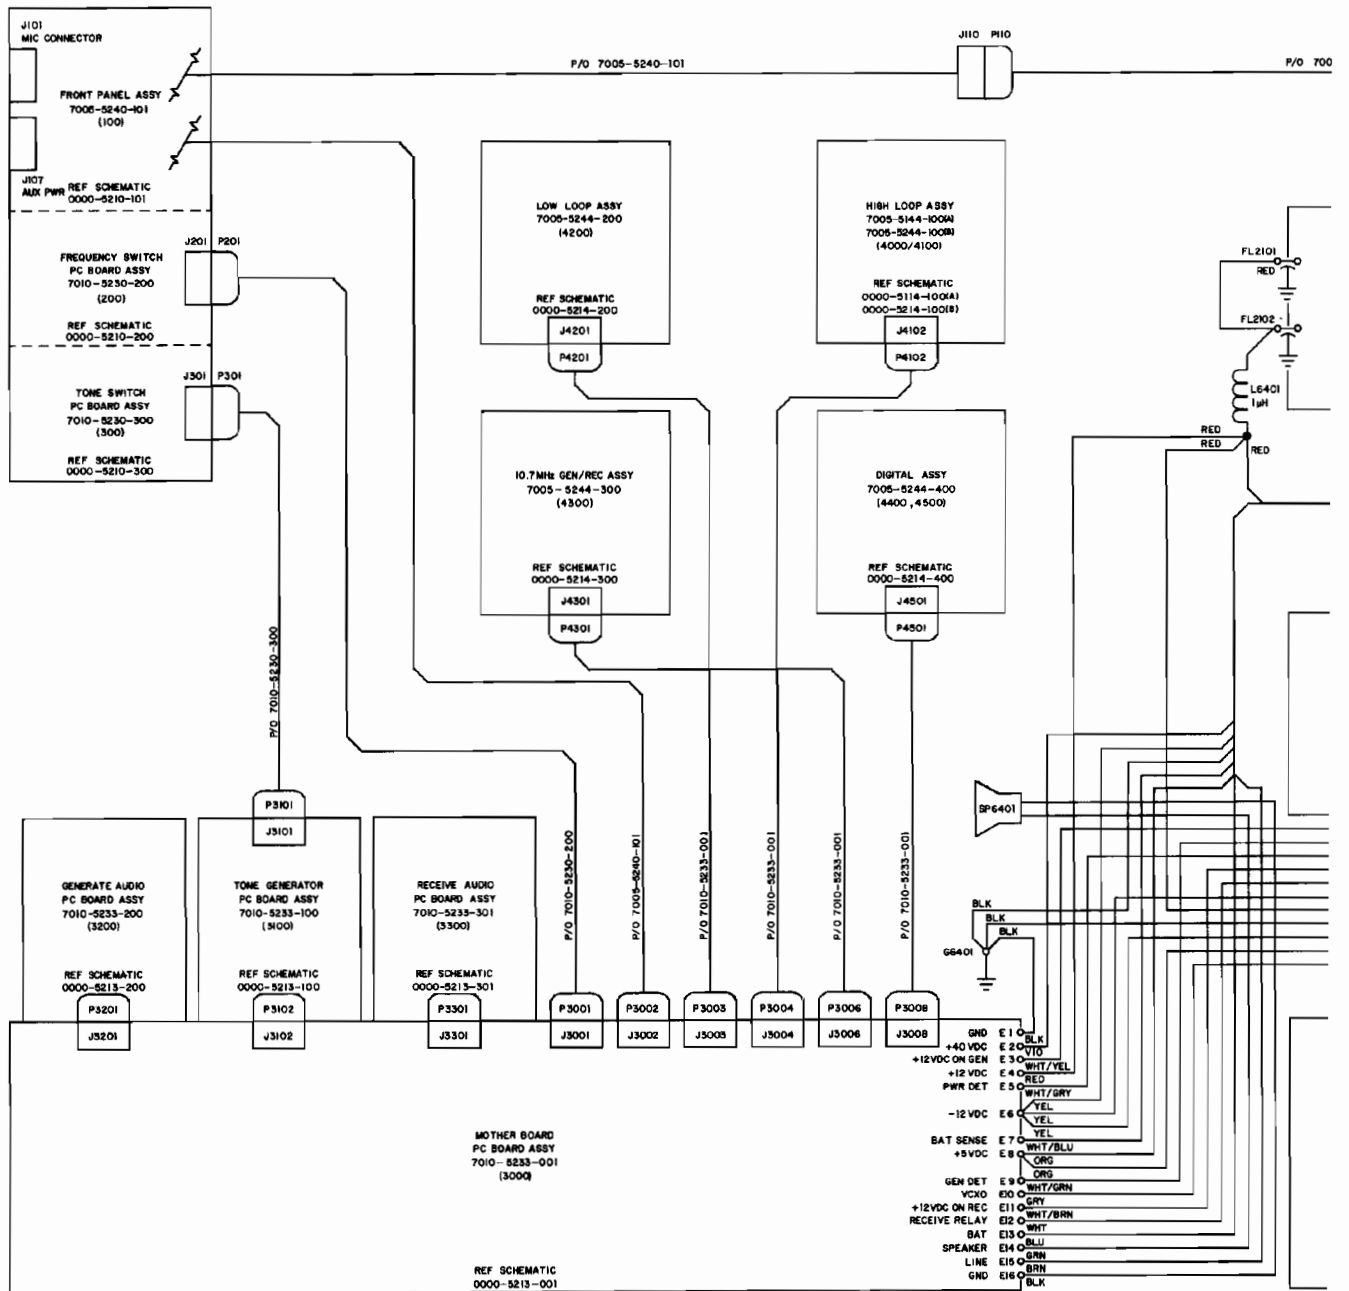 J101
MIC CONNECTOR
FRONT PANEL ASSY
7005-5240-101
(100)
J107
AUX PWR
REF SCHEMATIC
0000-5210-101
J201 P201
FREQUENCY SWITCH
PC BOARD ASSY
7010-5230-200
(200)
REF SCHEMATIC
0000-5210-200
J301 P301
TONE SWITCH
PC BOARD ASSY
7010-5230-300
(300)
REF SCHEMATIC
0000-5210-300
P/O 7005-5240-101
J110 P110
P/O 700
LOW LOOP ASSY
7005-5244-200
(4200)
REF SCHEMATIC
0000-5214-200
J4201
P4201
HIGH LOOP ASSY
7005-5144-100(A)
7005-5244-100(B)
(4000/4100)
REF SCHEMATIC
0000-5114-100(A)
0000-5214-100(B)
J4102
P4102
FL2101
RED
FL2102
L6401
1µH
RED
RED
RED
10.7MHz GEN/REC ASSY
7005-5244-300
(4300)
REF SCHEMATIC
0000-5214-300
J4301
P4301
DIGITAL ASSY
7005-5244-400
(4400,4500)
REF SCHEMATIC
0000-5214-400
J4501
P4501
P/O 7010-5230-300
P3101
J3101
GENERATE AUDIO
PC BOARD ASSY
7010-5233-200
(3200)
REF SCHEMATIC
0000-5213-200
P3201
J3201
TONE GENERATOR
PC BOARD ASSY
7010-5233-100
(3100)
REF SCHEMATIC
0000-5213-100
P3102
J3102
RECEIVE AUDIO
PC BOARD ASSY
7010-5233-301
(3300)
REF SCHEMATIC
0000-5213-301
P3301
J3301
P/O 7010-5230-200
P/O 7005-5240-101
P/O 7010-5233-001
P/O 7010-5233-001
P/O 7010-5233-001
P/O 7010-5233-001
P3001 P3002 P3003 P3004 P3006 P3008
J3001 J3002 J3003 J3004 J3006 J3008
SP6401
BLK
BLK
BLK
G6401
GND E1
BLK
+40 VDC E2
VIO
+12VDC ON GEN E3
WHT/YEL
+12 VDC E4
RED
PWR DET E5
WHT/GRY
YEL
-12 VDC E6
YEL
YEL
BAT SENSE E7
WHT/BLU
+5VDC E8
ORG
ORG
GEN DET E9
WHT/GRN
VCXO E10
GRY
+12VDC ON REC E11
WHT/BRN
RECEIVE RELAY E12
WHT
BAT E13
BLU
SPEAKER E14
GRN
LINE E15
BRN
GND E16
BLK
MOTHER BOARD
PC BOARD ASSY
7010-5233-001
(3000)
REF SCHEMATIC
0000-5213-001